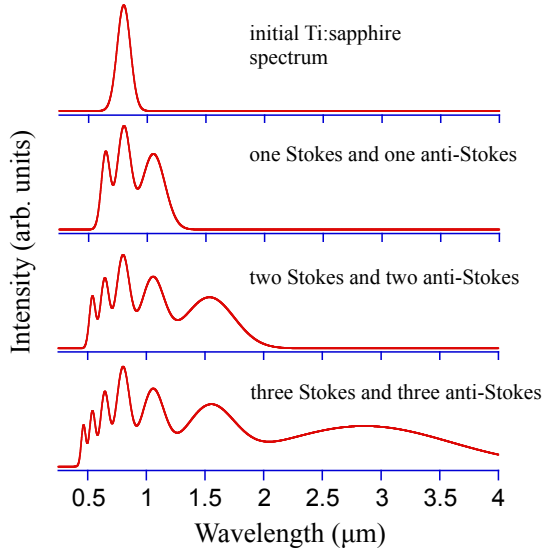 initial Ti:sapphire
spectrum
one Stokes and one anti-Stokes
two Stokes and two anti-Stokes
three Stokes and three anti-Stokes
Intensity (arb. units)
0.5 1 1.5 2 2.5 3 3.5 4
Wavelength (μm)